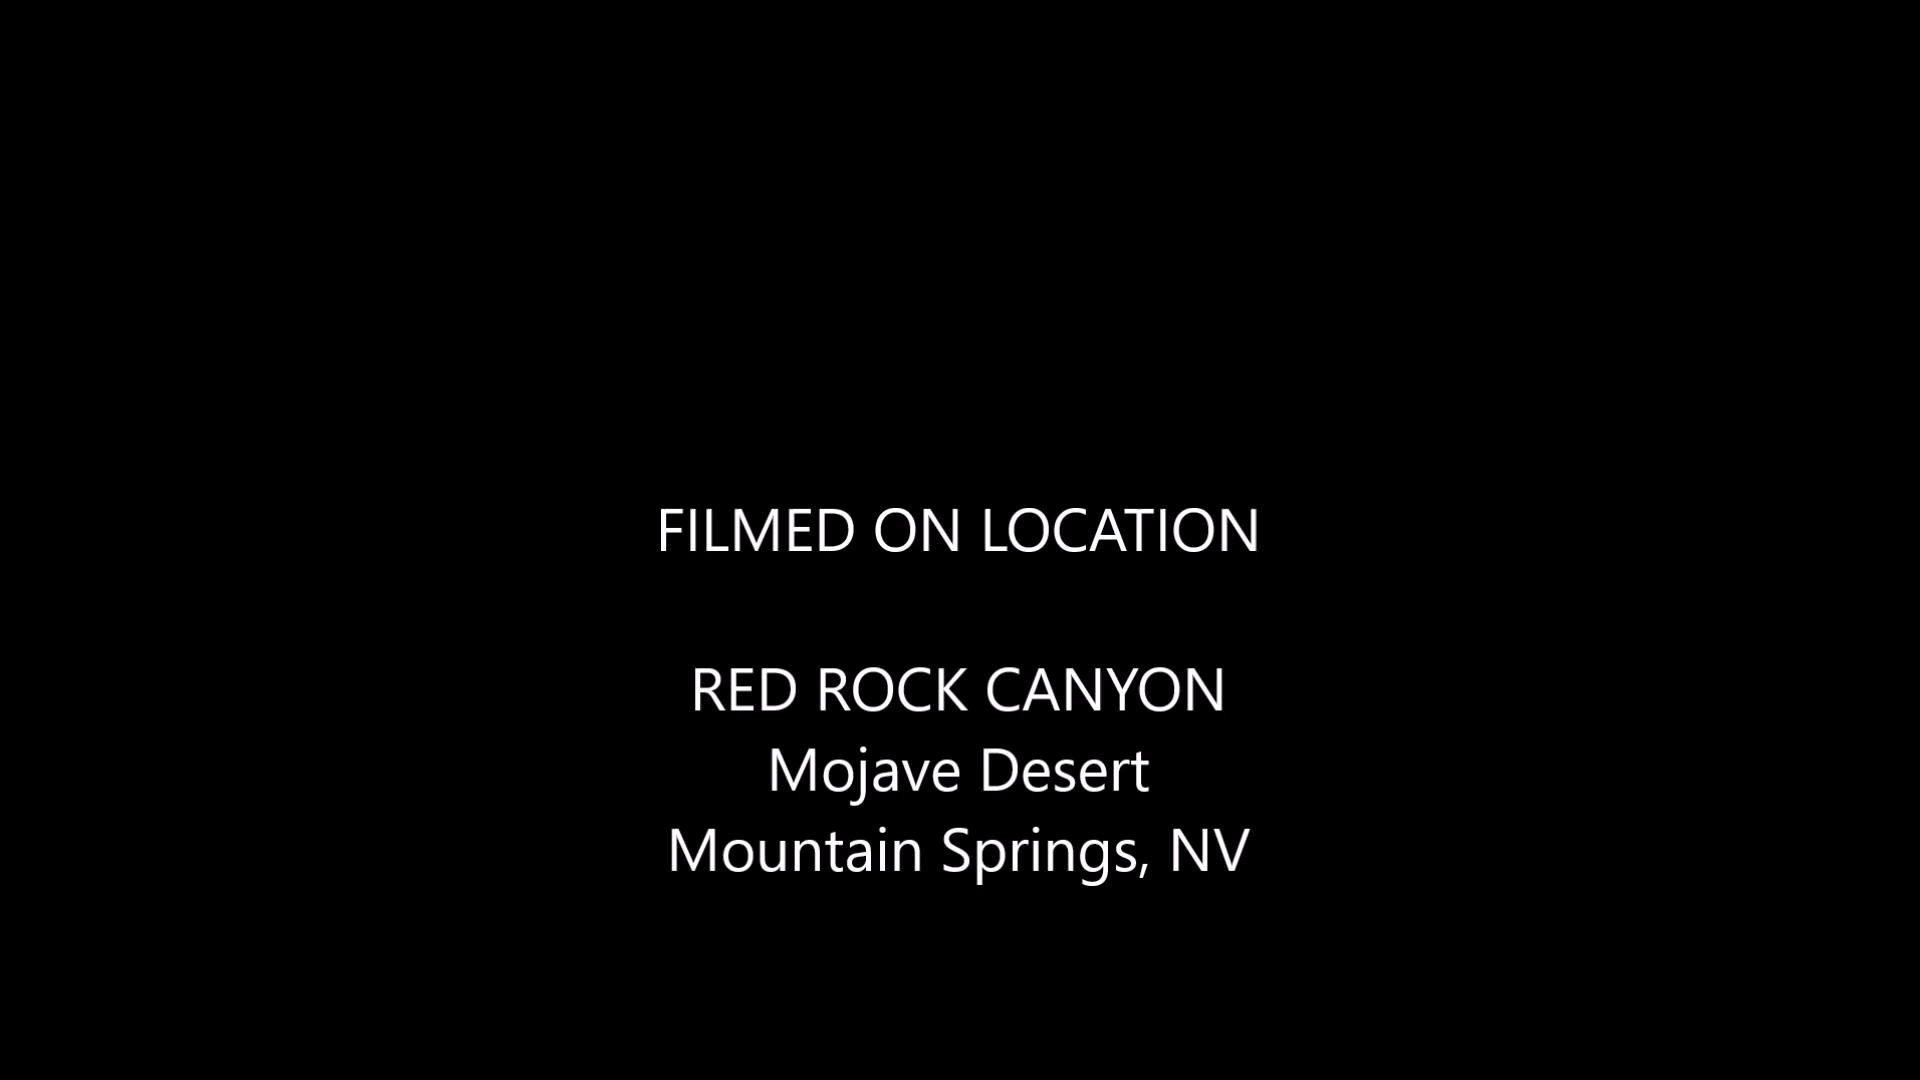 FILMED ON LOCATION
RED ROCK CANYON
Mojave Desert
Mountain Springs, NV